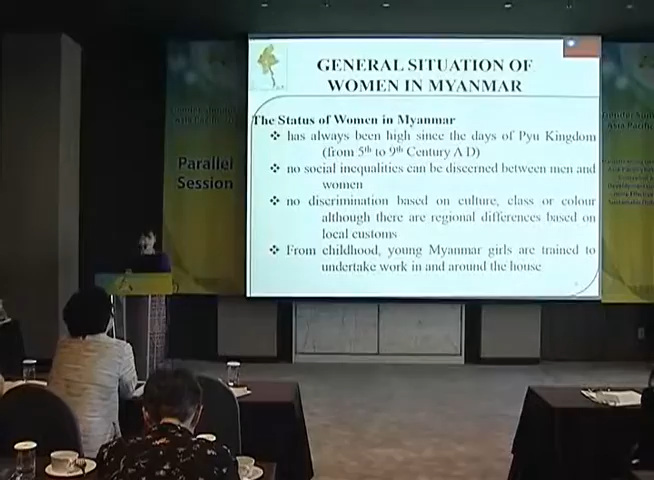 GENERAL SITUATION OF
WOMEN IN MYANMAR
The Status of Women in Myanmar
has always been high since the days of Pyu Kingdom
(from 5th to 9th Century A D)
no social inequalities can be discerned between men and
women
no discrimination based on culture, class or colour
although there are regional differences based on
local customs
From childhood, young Myanmar girls are trained to
undertake work in and around the house
Parallel
Session
Asia Pacific